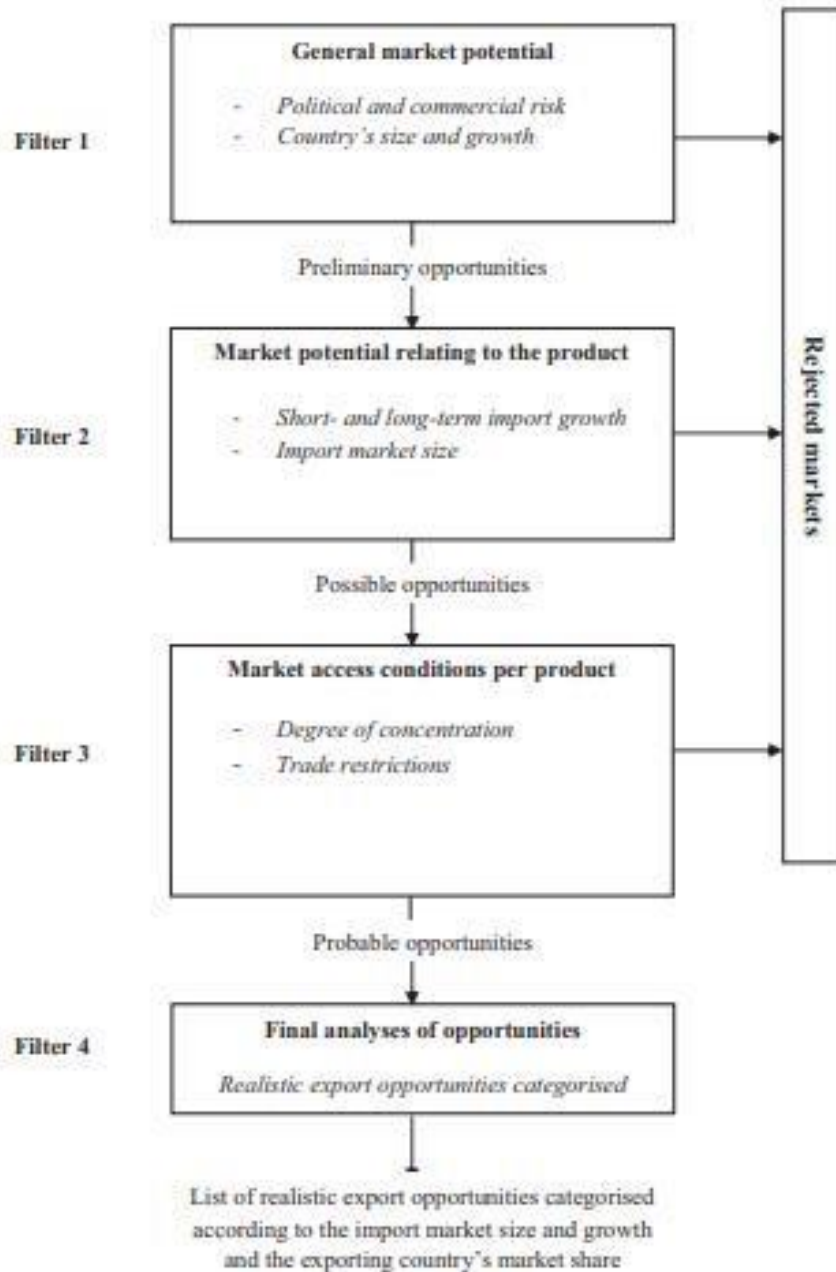 General market potential
- Political and commercial risk
- Country's size and growth
Filter 1
Preliminary opportunities
Market potential relating to the product
- Short- and long-term import growth
- Import market size
Filter 2
Possible opportunities
Market access conditions per product
- Degree of concentration
- Trade restrictions
Filter 3
Probable opportunities
Final analyses of opportunities
Realistic export opportunities categorised
Filter 4
List of realistic export opportunities categorised
according to the import market size and growth
and the exporting country's market share
Rejected markets